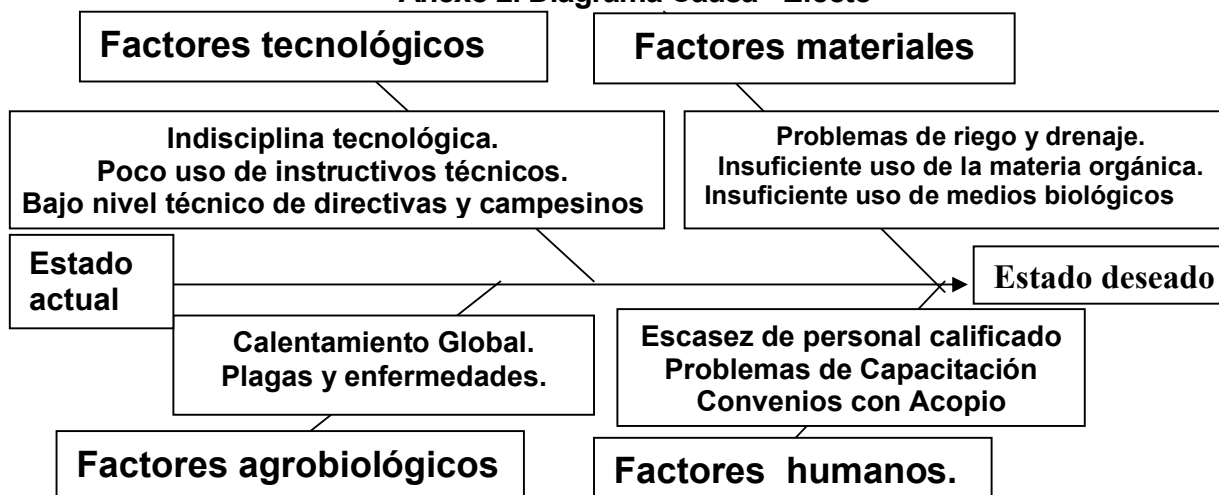 Anexo 2. Diagrama Causa - Efecto
Factores tecnológicos
Factores materiales
Indisciplina tecnológica.
Poco uso de instructivos técnicos.
Bajo nivel técnico de directivas y campesinos
Problemas de riego y drenaje.
Insuficiente uso de la materia orgánica.
Insuficiente uso de medios biológicos
Estado
actual
Estado deseado
Calentamiento Global.
Plagas y enfermedades.
Escasez de personal calificado
Problemas de Capacitación
Convenios con Acopio
Factores agrobiológicos
Factores humanos.